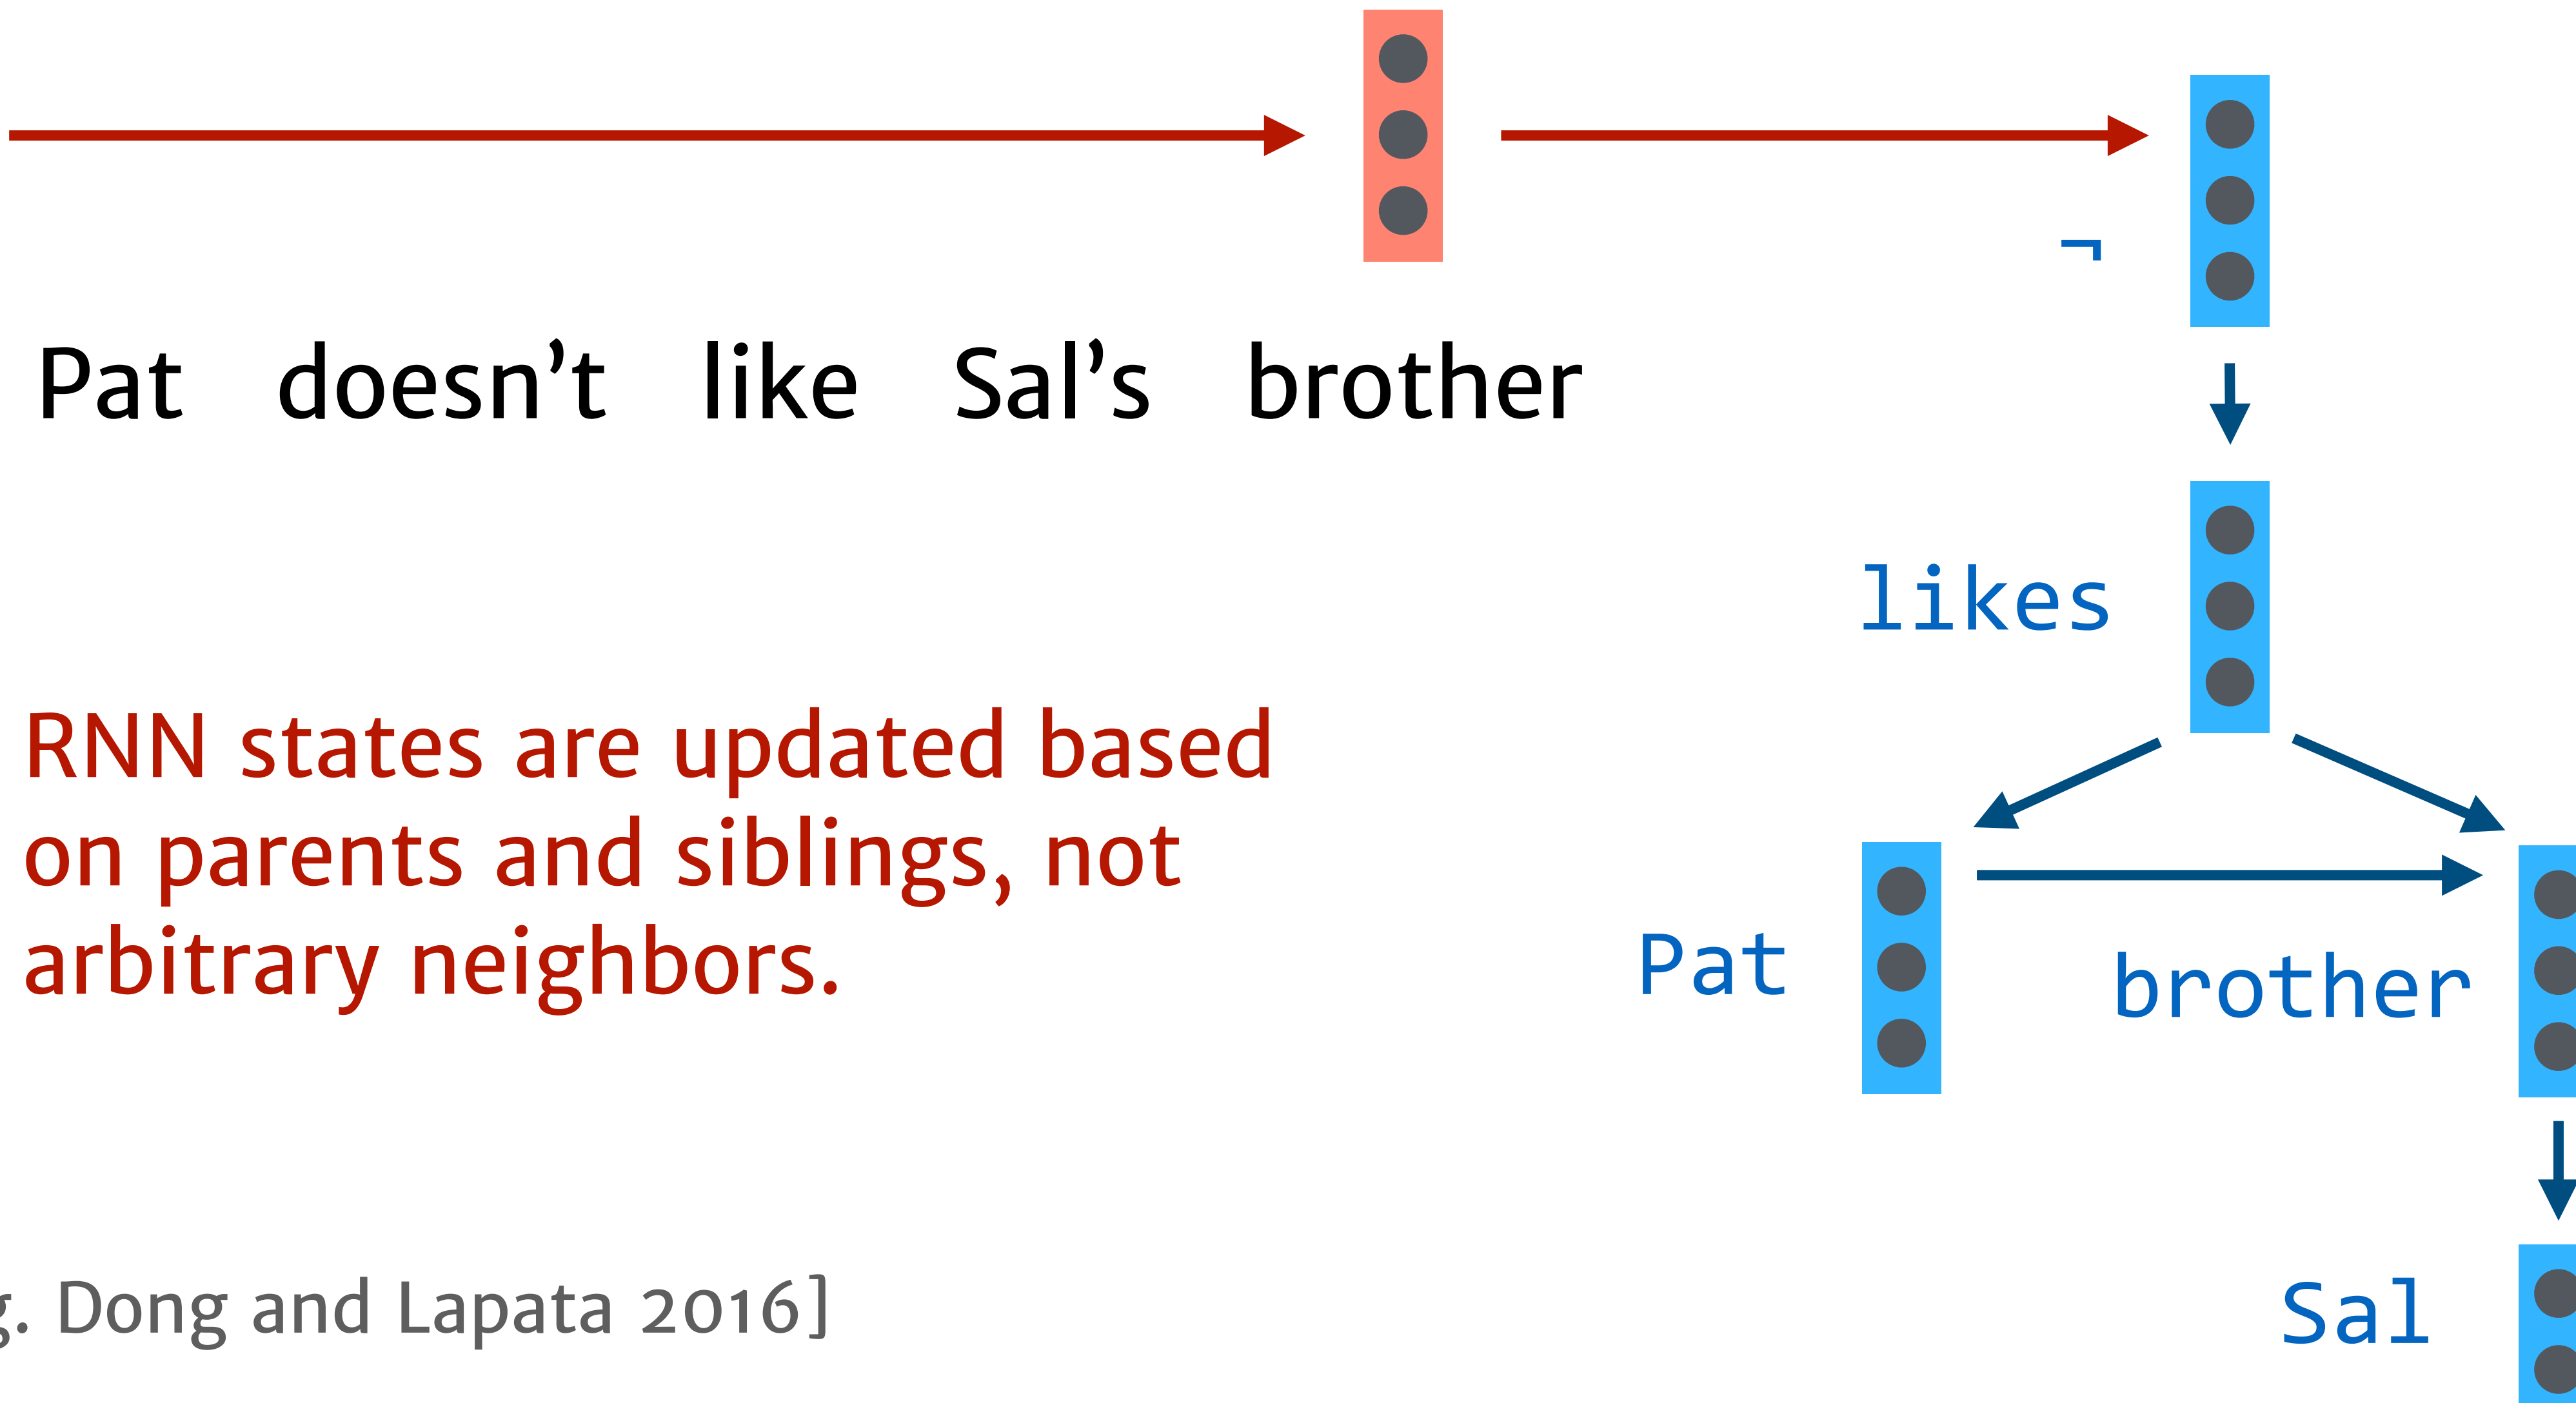 ¬
Pat doesn’t like Sal’s brother
likes
RNN states are updated based
on parents and siblings, not
arbitrary neighbors.
Pat
brother
g. Dong and Lapata 2016]
Sal